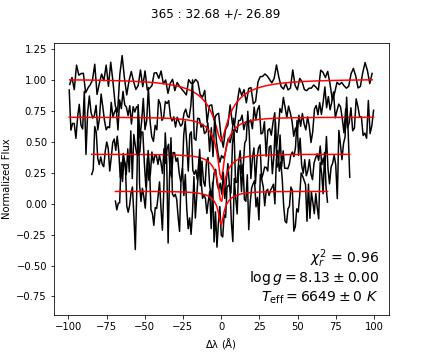 365 : 32.68 +/- 26.89
Normalized Flux
1.25
1.00
0.75
0.50
0.25
0.00
−0.25
−0.50
−0.75
χ²ᵣ = 0.96
log g = 8.13 ± 0.00
T_eff = 6649 ± 0 K
−100 −75 −50 −25 0 25 50 75 100
Δλ (Å)